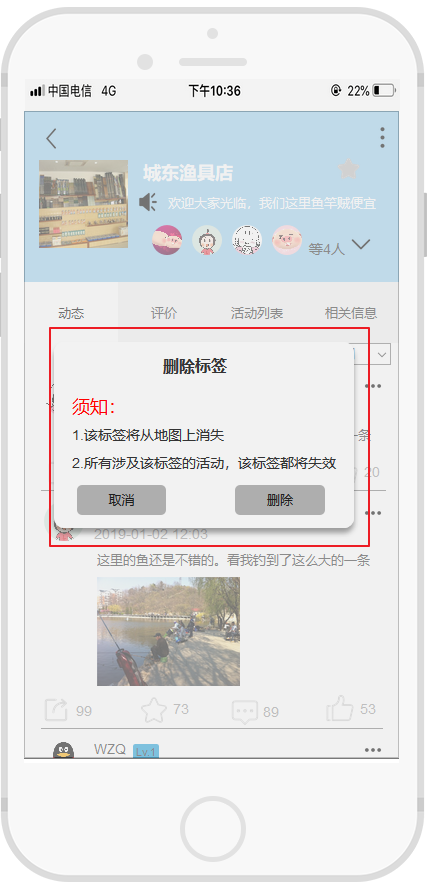 中国电信 4G 下午10:36 22%
城东渔具店
欢迎大家光临，我们这里鱼竿贼便宜
等4人
动态 评价 活动列表 相关信息
删除标签
须知：
1.该标签将从地图上消失
条
2.所有涉及该标签的活动，该标签都将失效
20
取消 删除
2019-01-02 12:03
这里的鱼还是不错的。看我钓到了这么大的一条
99 73 89 53
WZQ Lv.1